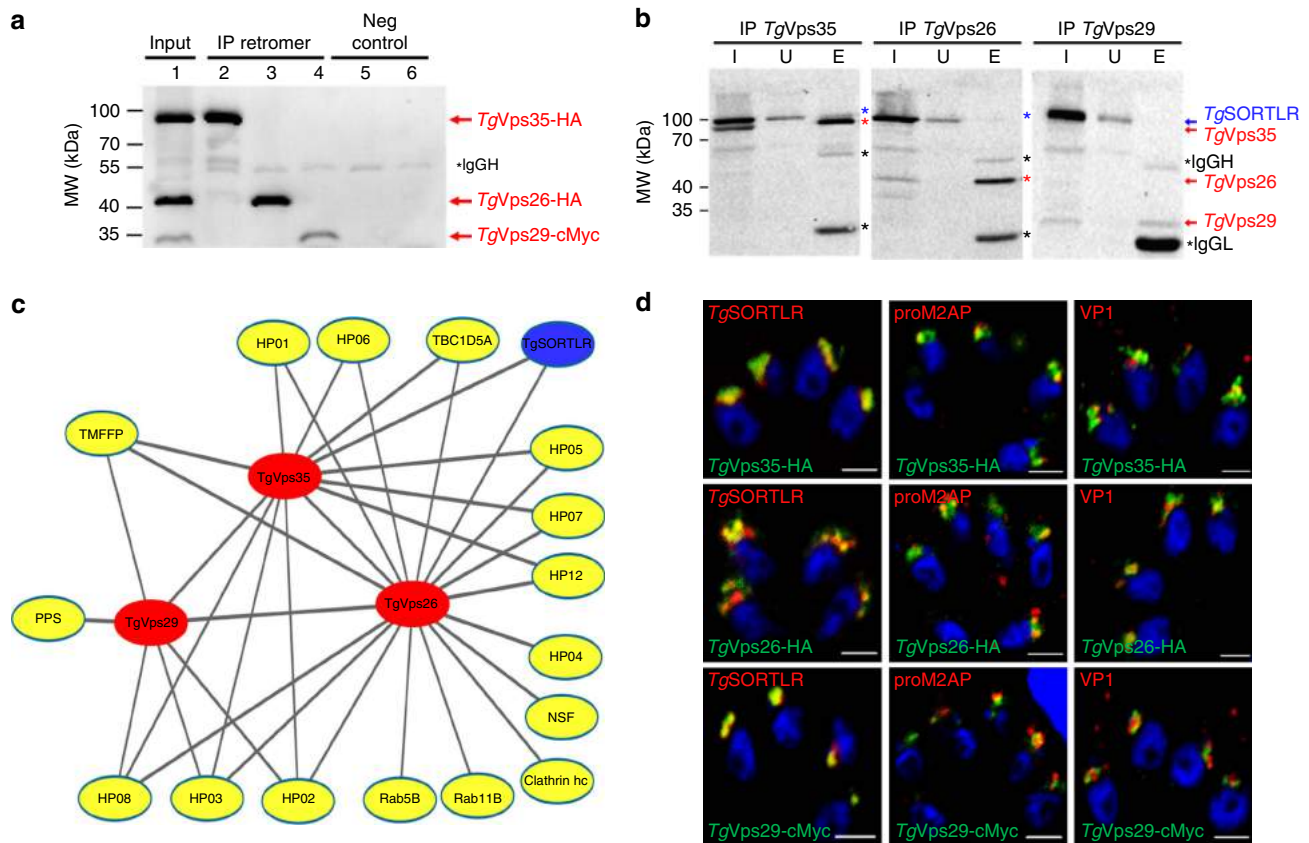 a
Input
IP retromer
Neg
control
1 2 3 4 5 6
MW (kDa)
100
70
55
40
35
TgVps35-HA
*IgGH
TgVps26-HA
TgVps29-cMyc
b
IP TgVps35
IP TgVps26
IP TgVps29
I U E
I U E
I U E
MW (kDa)
100
70
40
35
*
*
*
*
*
*
*
*
TgSORTLR
TgVps35
*IgGH
TgVps26
TgVps29
*IgGL
c
HP01
HP06
TBC1D5A
TgSORTLR
TMFFP
TgVps35
HP05
HP07
HP12
PPS
TgVps29
TgVps26
HP04
NSF
Clathrin hc
HP08
HP03
HP02
Rab5B
Rab11B
d
TgSORTLR
TgVps35-HA
proM2AP
TgVps35-HA
VP1
TgVps35-HA
TgSORTLR
TgVps26-HA
proM2AP
TgVps26-HA
VP1
TgVps26-HA
TgSORTLR
TgVps29-cMyc
proM2AP
TgVps29-cMyc
VP1
TgVps29-cMyc